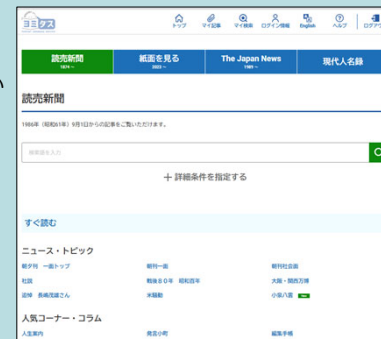 い
ヨミダス
トップ マイ記事 マイ検索 ログイン情報 English ヘルプ ログアウ
読売新聞 紙面を見る The Japan News 現代人名録
1874～ 2023～ 1989～
読売新聞
1986年（昭和61年）9月1日からの記事をご覧いただけます。
検索語を入力
＋詳細条件を指定する
すぐ読む
ニュース・トピック
朝夕刊 一面トップ 朝刊一面 朝刊社会面
社説 戦後80年 昭和百年 大阪・関西万博
追悼 長嶋茂雄さん 米騒動 小泉八雲
人気コーナー・コラム
人生案内 発言小町 編集手帳